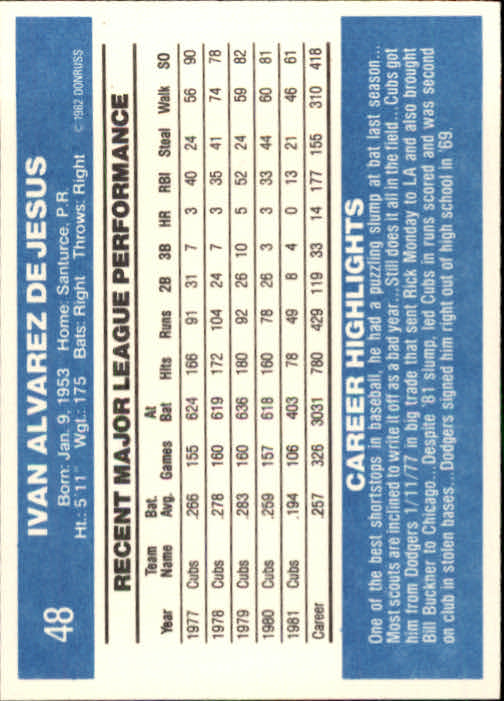 48
IVAN ALVAREZ DE JESUS
Born: Jan. 9, 1953 Home: Santurce, P.R.
Ht.: 5'11" Wgt.: 175 Bats: Right Throws: Right © 1982 DONRUSS
RECENT MAJOR LEAGUE PERFORMANCE
Year Team Name Bat. Avg. Games At Bat Hits Runs 2B 3B HR RBI Steal Walk SO
1977 Cubs .266 155 624 166 91 31 7 3 40 24 56 90
1978 Cubs .278 160 619 172 104 24 7 3 35 41 74 78
1979 Cubs .283 160 636 180 92 26 10 5 52 24 59 82
1980 Cubs .259 157 618 160 78 26 3 3 33 44 60 81
1981 Cubs .194 106 403 78 49 8 4 0 13 21 46 61
Career .257 326 3031 780 429 119 33 14 177 155 310 418
CAREER HIGHLIGHTS
One of the best shortstops in baseball, he had a puzzling slump at bat last season...
Most scouts are inclined to write it off as a bad year...Still does it all in the field...Cubs got
him from Dodgers 1/11/77 in big trade that sent Rick Monday to LA and also brought
Bill Buckner to Chicago...Despite '81 slump, led Cubs in runs scored and was second
on club in stolen bases...Dodgers signed him right out of high school in '69.